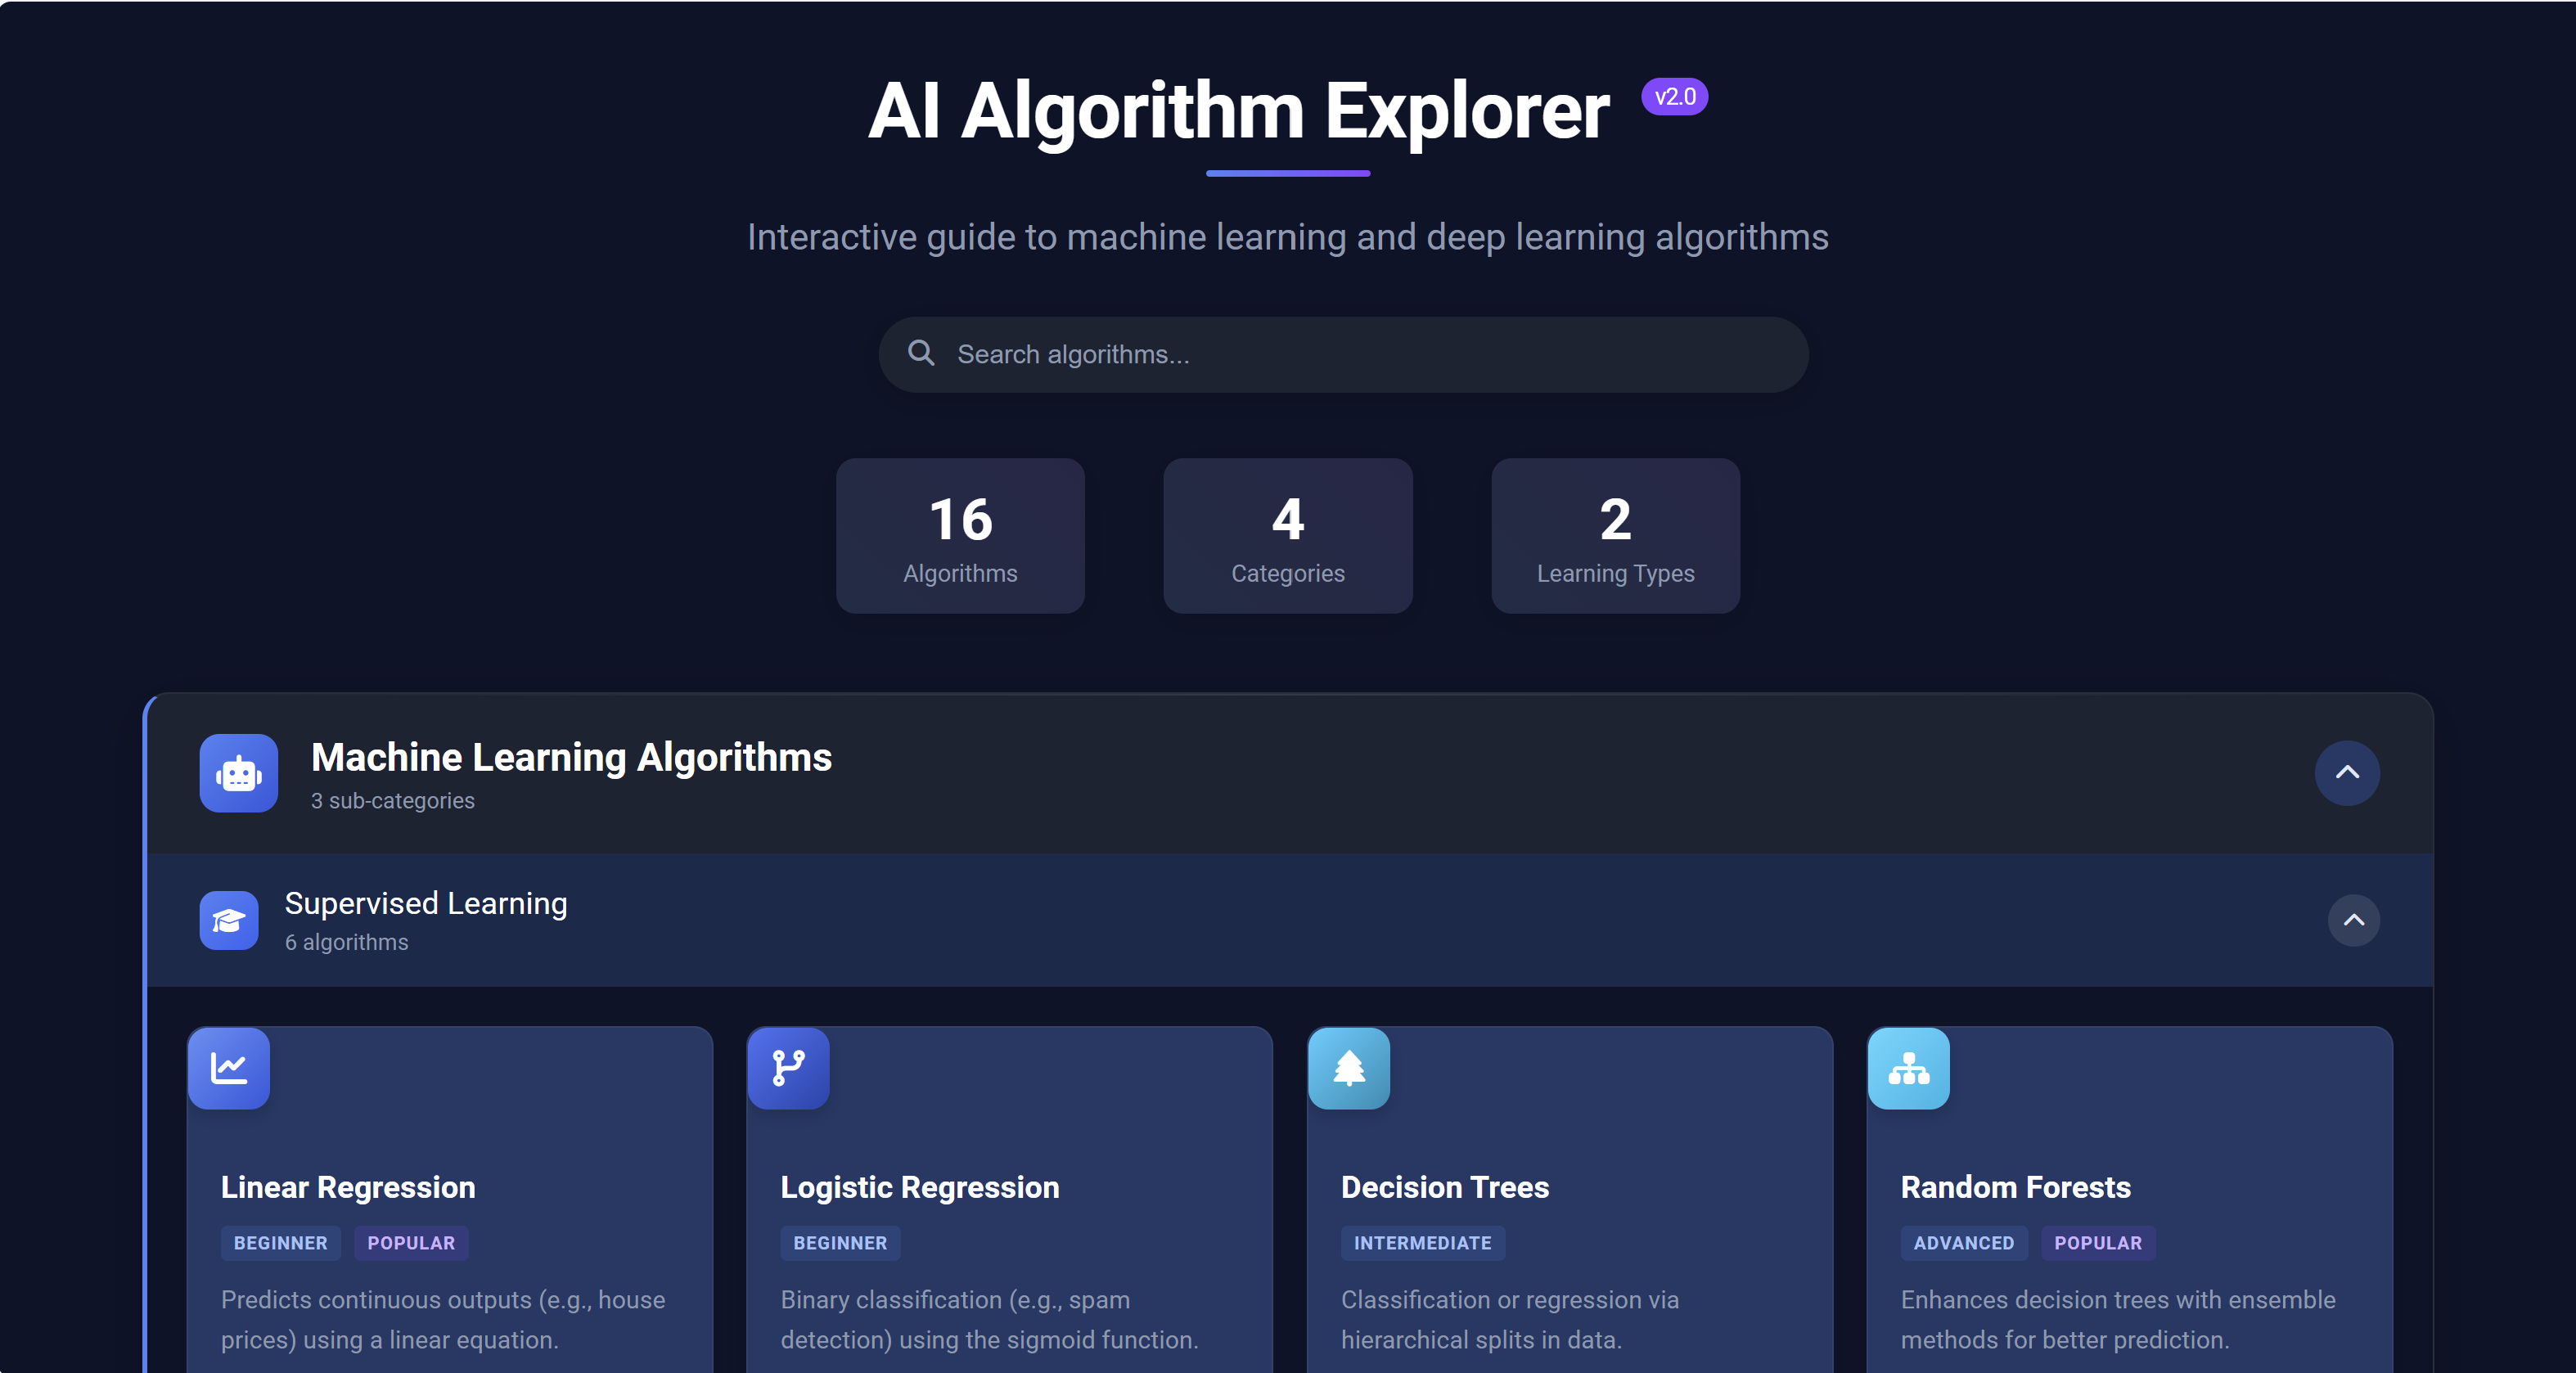 AI Algorithm Explorer v2.0
Interactive guide to machine learning and deep learning algorithms
Search algorithms...
16
Algorithms
4
Categories
2
Learning Types
Machine Learning Algorithms
3 sub-categories
Supervised Learning
6 algorithms
Linear Regression
BEGINNER POPULAR
Predicts continuous outputs (e.g., house
prices) using a linear equation.
Logistic Regression
BEGINNER
Binary classification (e.g., spam
detection) using the sigmoid function.
Decision Trees
INTERMEDIATE
Classification or regression via
hierarchical splits in data.
Random Forests
ADVANCED POPULAR
Enhances decision trees with ensemble
methods for better prediction.